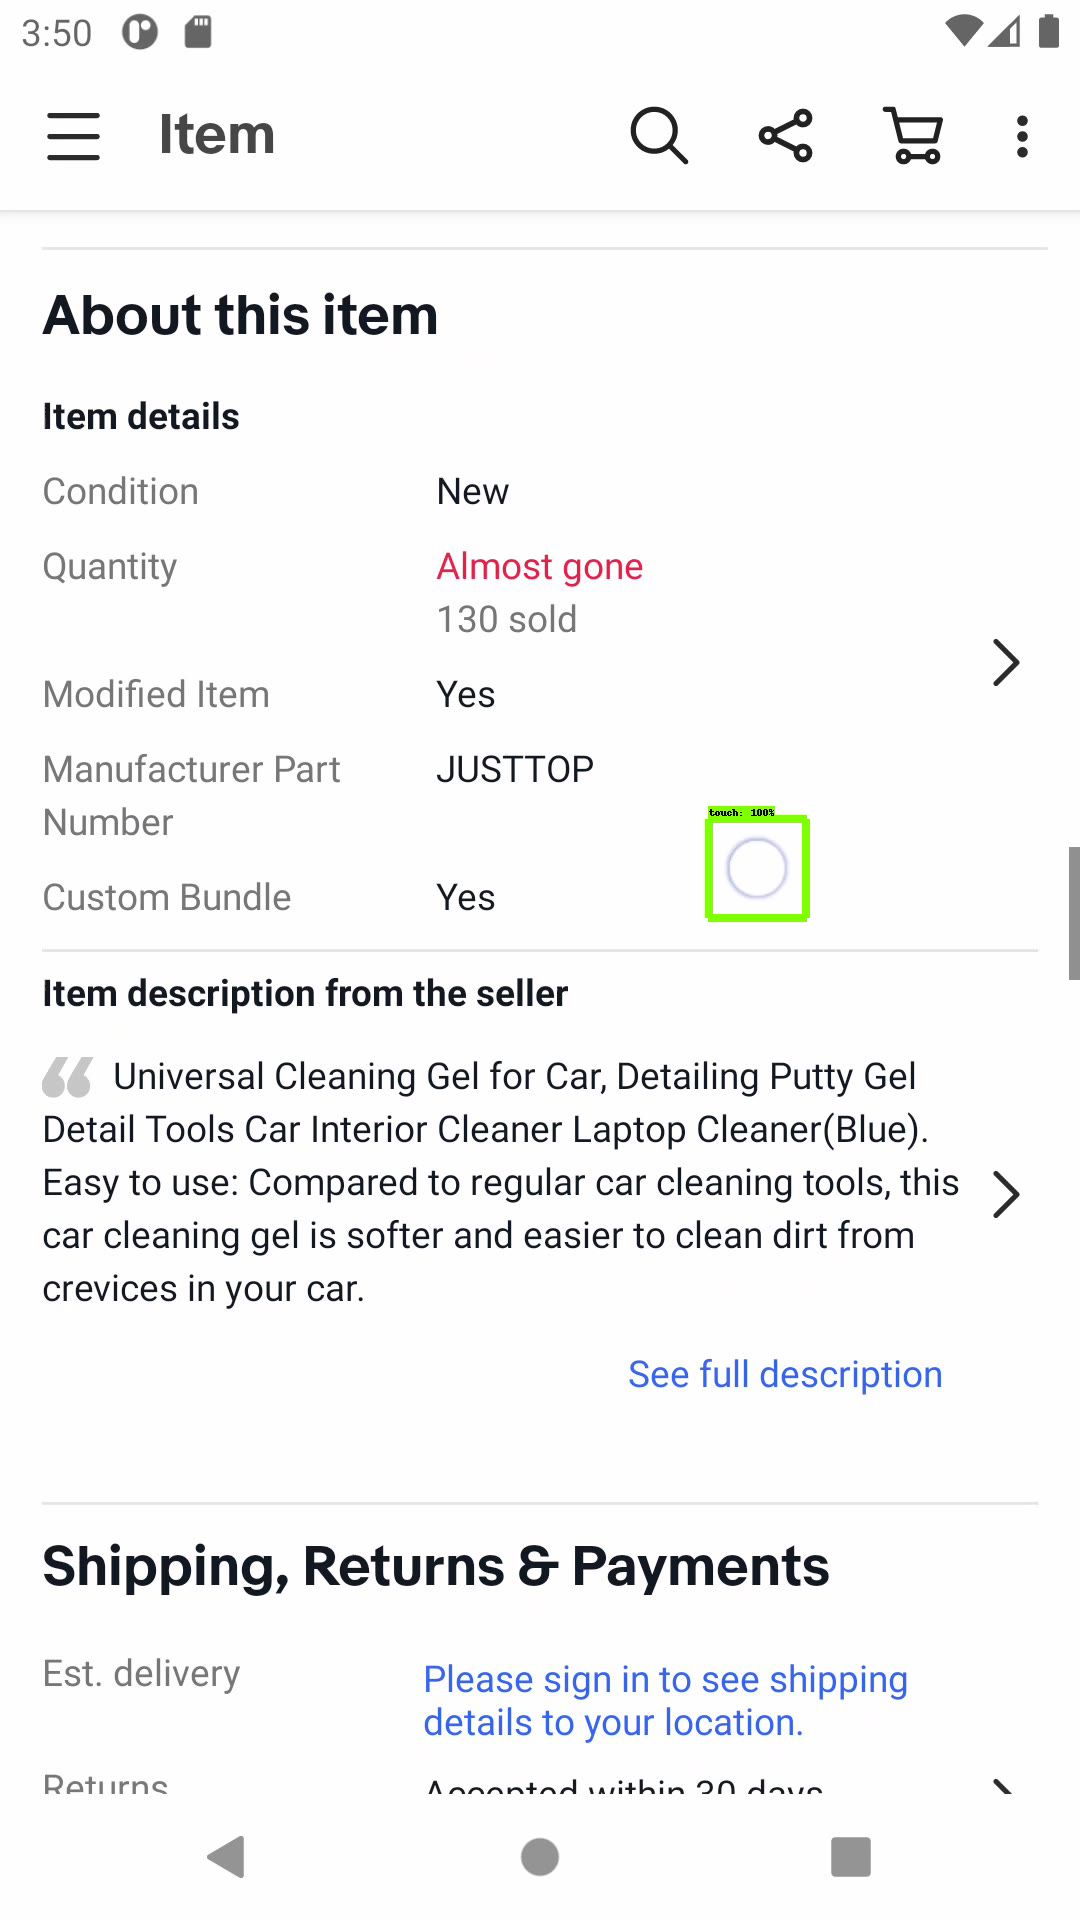 3:50
Item
About this item
Item details
Condition New
Quantity Almost gone
130 sold
Modified Item Yes
Manufacturer Part Number JUSTTOP
touch: 100%
Custom Bundle Yes
Item description from the seller
Universal Cleaning Gel for Car, Detailing Putty Gel
Detail Tools Car Interior Cleaner Laptop Cleaner(Blue).
Easy to use: Compared to regular car cleaning tools, this
car cleaning gel is softer and easier to clean dirt from
crevices in your car.
See full description
Shipping, Returns & Payments
Est. delivery Please sign in to see shipping
details to your location.
Returns Accepted within 30 days